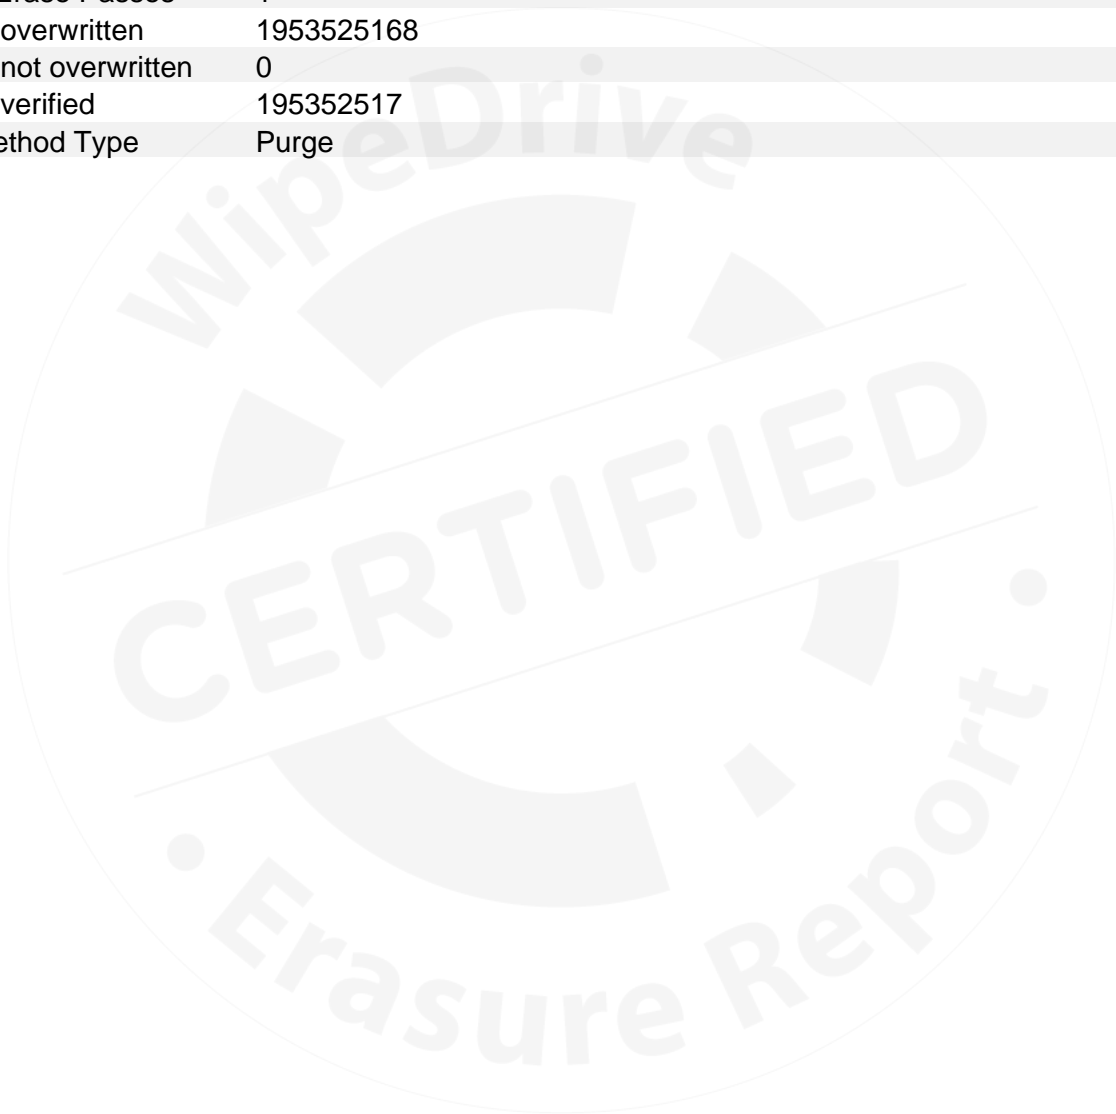 overwritten 1953525168
not overwritten 0
verified 195352517
ethod Type Purge
WipeDrive
CERTIFIED
Erasure Report